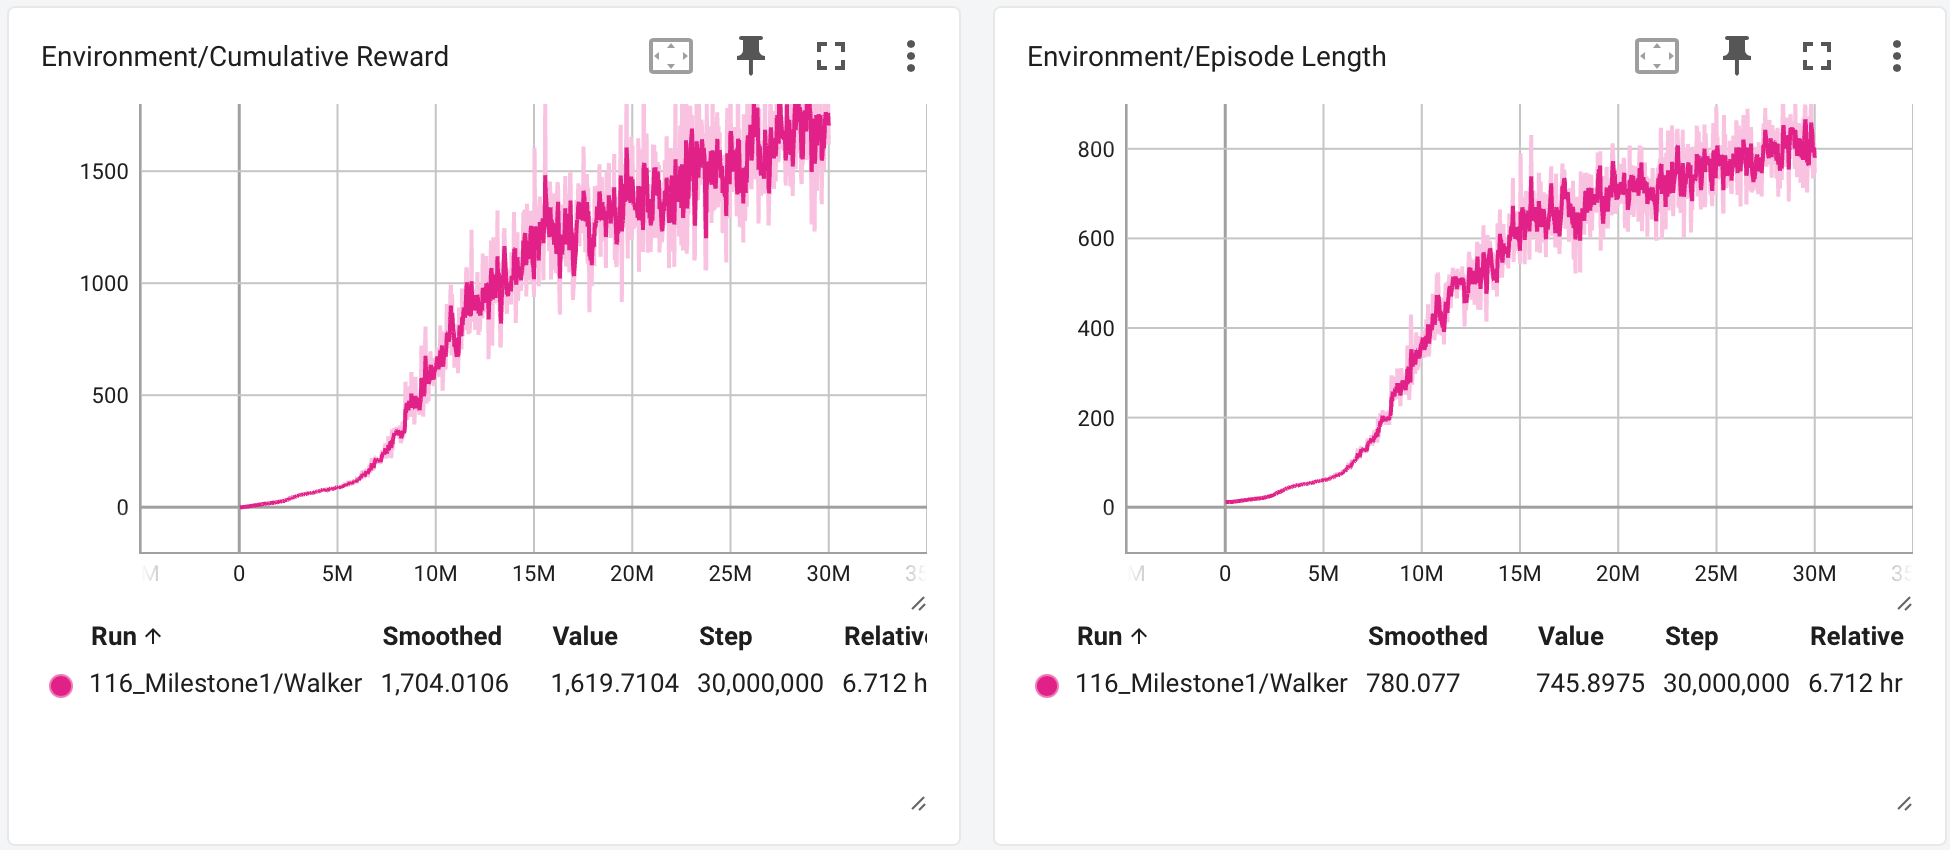 Environment/Cumulative Reward
1500
1000
500
0
M 0 5M 10M 15M 20M 25M 30M 35
Run ↑ Smoothed Value Step Relative
116_Milestone1/Walker 1,704.0106 1,619.7104 30,000,000 6.712 h
Environment/Episode Length
800
600
400
200
0
M 0 5M 10M 15M 20M 25M 30M 35
Run ↑ Smoothed Value Step Relative
116_Milestone1/Walker 780.077 745.8975 30,000,000 6.712 hr